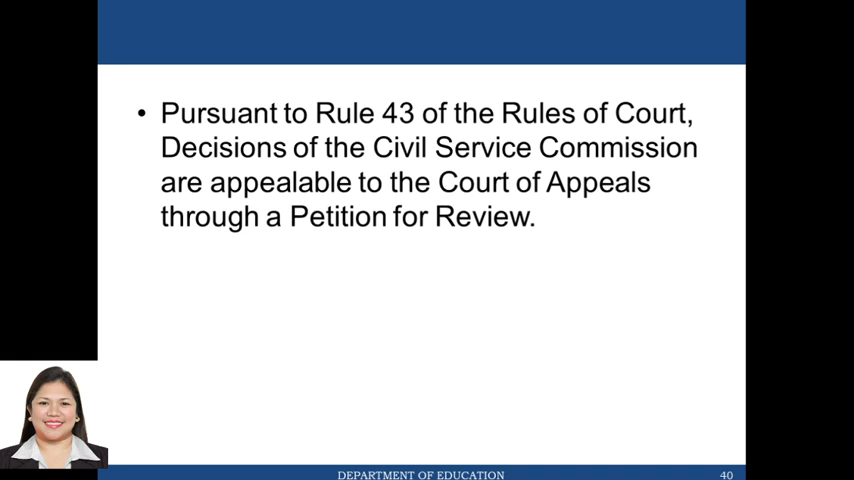 • Pursuant to Rule 43 of the Rules of Court,
Decisions of the Civil Service Commission
are appealable to the Court of Appeals
through a Petition for Review.
DEPARTMENT OF EDUCATION
40